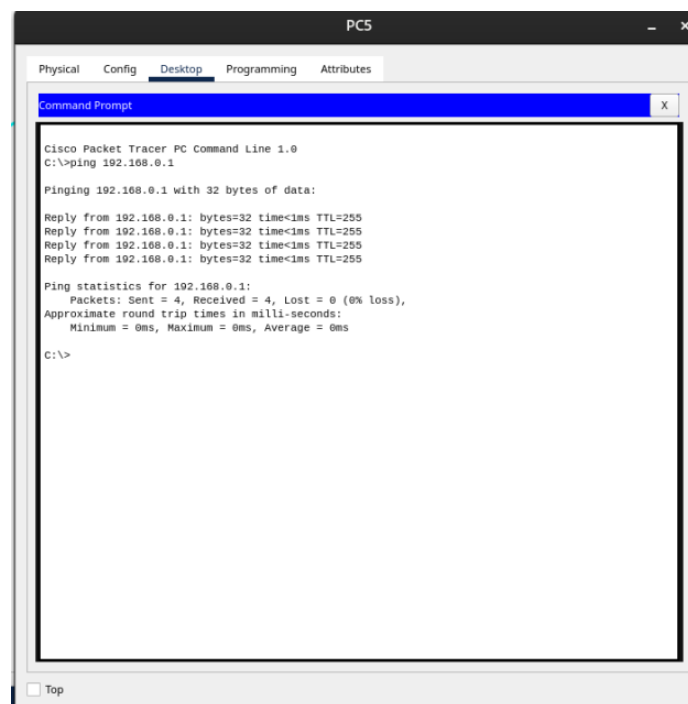 PC5
Physical Config Desktop Programming Attributes
Command Prompt
X
Cisco Packet Tracer PC Command Line 1.0
C:\>ping 192.168.0.1
Pinging 192.168.0.1 with 32 bytes of data:
Reply from 192.168.0.1: bytes=32 time<1ms TTL=255
Reply from 192.168.0.1: bytes=32 time<1ms TTL=255
Reply from 192.168.0.1: bytes=32 time<1ms TTL=255
Reply from 192.168.0.1: bytes=32 time<1ms TTL=255
Ping statistics for 192.168.0.1:
    Packets: Sent = 4, Received = 4, Lost = 0 (0% loss),
Approximate round trip times in milli-seconds:
    Minimum = 0ms, Maximum = 0ms, Average = 0ms
C:\>
Top